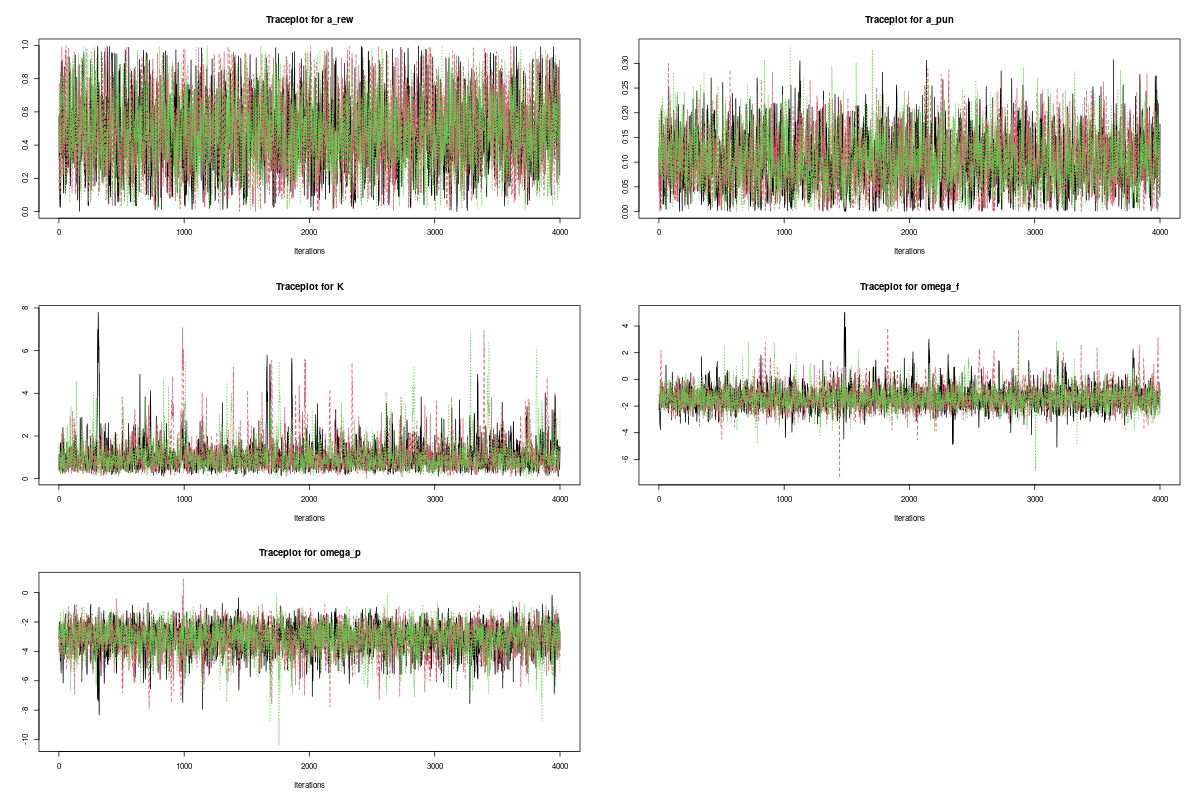 Traceplot for a_rew
1.0
0.8
0.6
0.4
0.2
0.0
0 1000 2000 3000 4000
Iterations
Traceplot for a_pun
0.30
0.25
0.20
0.15
0.10
0.05
0.00
0 1000 2000 3000 4000
Iterations
Traceplot for K
8
6
4
2
0
0 1000 2000 3000 4000
Iterations
Traceplot for omega_f
4
2
0
-2
-4
-6
0 1000 2000 3000 4000
Iterations
Traceplot for omega_p
0
-2
-4
-6
-8
-10
0 1000 2000 3000 4000
Iterations